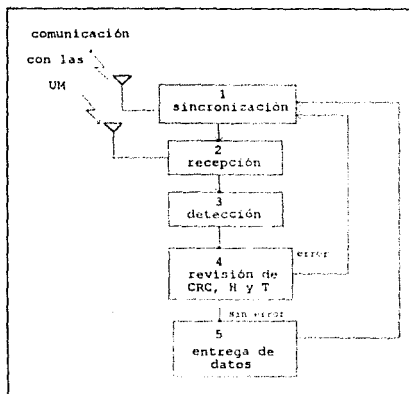 comunicación
con las
UM
1
sincronización
2
recepción
3
detección
4
revisión de
CRC, H y T
error
sin error
5
entrega de
datos